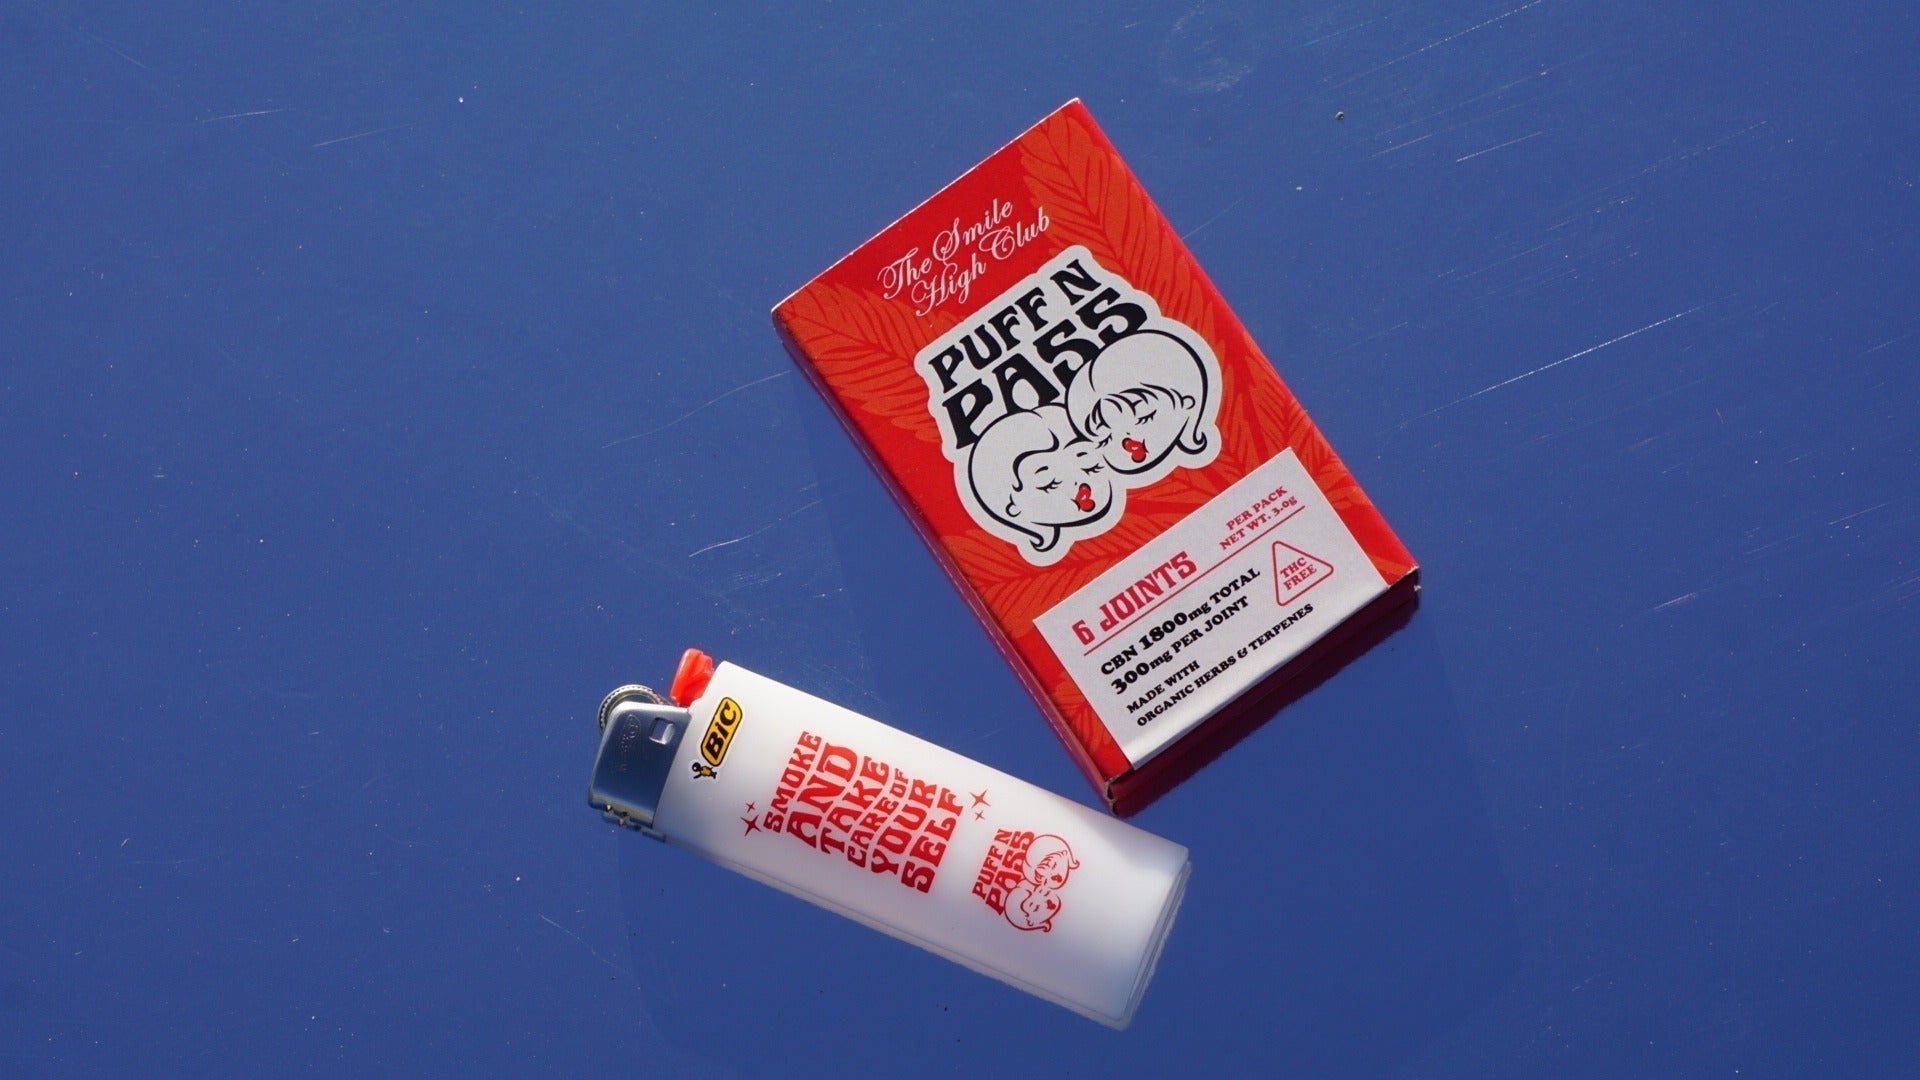 The Smile
High Club
PUFF N
PASS
6 JOINTS
PER PACK
NET WT. 3.0g
CBN 1800mg TOTAL
300mg PER JOINT
THC
FREE
MADE WITH
ORGANIC HERBS & TERPENES
BIC
SMOKE
AND
TAKE
CARE OF
YOUR
SELF
PUFF N
PASS